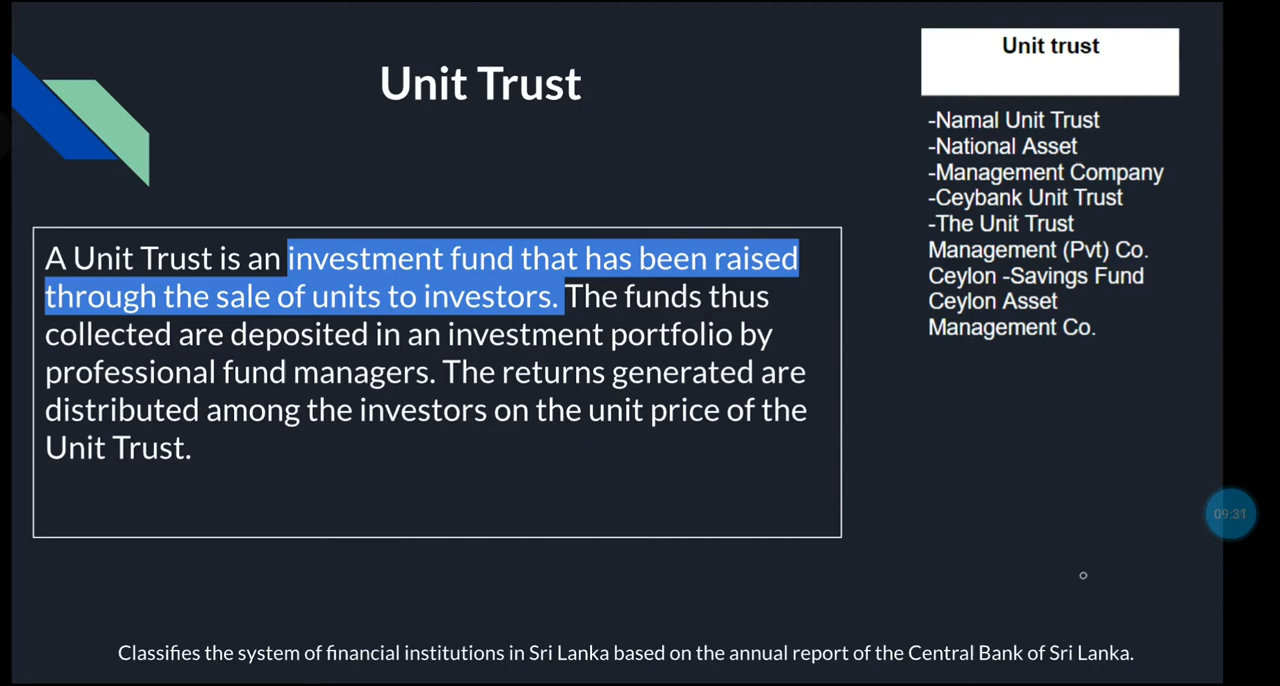 Unit Trust
A Unit Trust is an investment fund that has been raised
through the sale of units to investors. The funds thus
collected are deposited in an investment portfolio by
professional fund managers. The returns generated are
distributed among the investors on the unit price of the
Unit Trust.
Unit trust
-Namal Unit Trust
-National Asset
-Management Company
-Ceybank Unit Trust
-The Unit Trust
Management (Pvt) Co.
Ceylon -Savings Fund
Ceylon Asset
Management Co.
09:31
Classifies the system of financial institutions in Sri Lanka based on the annual report of the Central Bank of Sri Lanka.